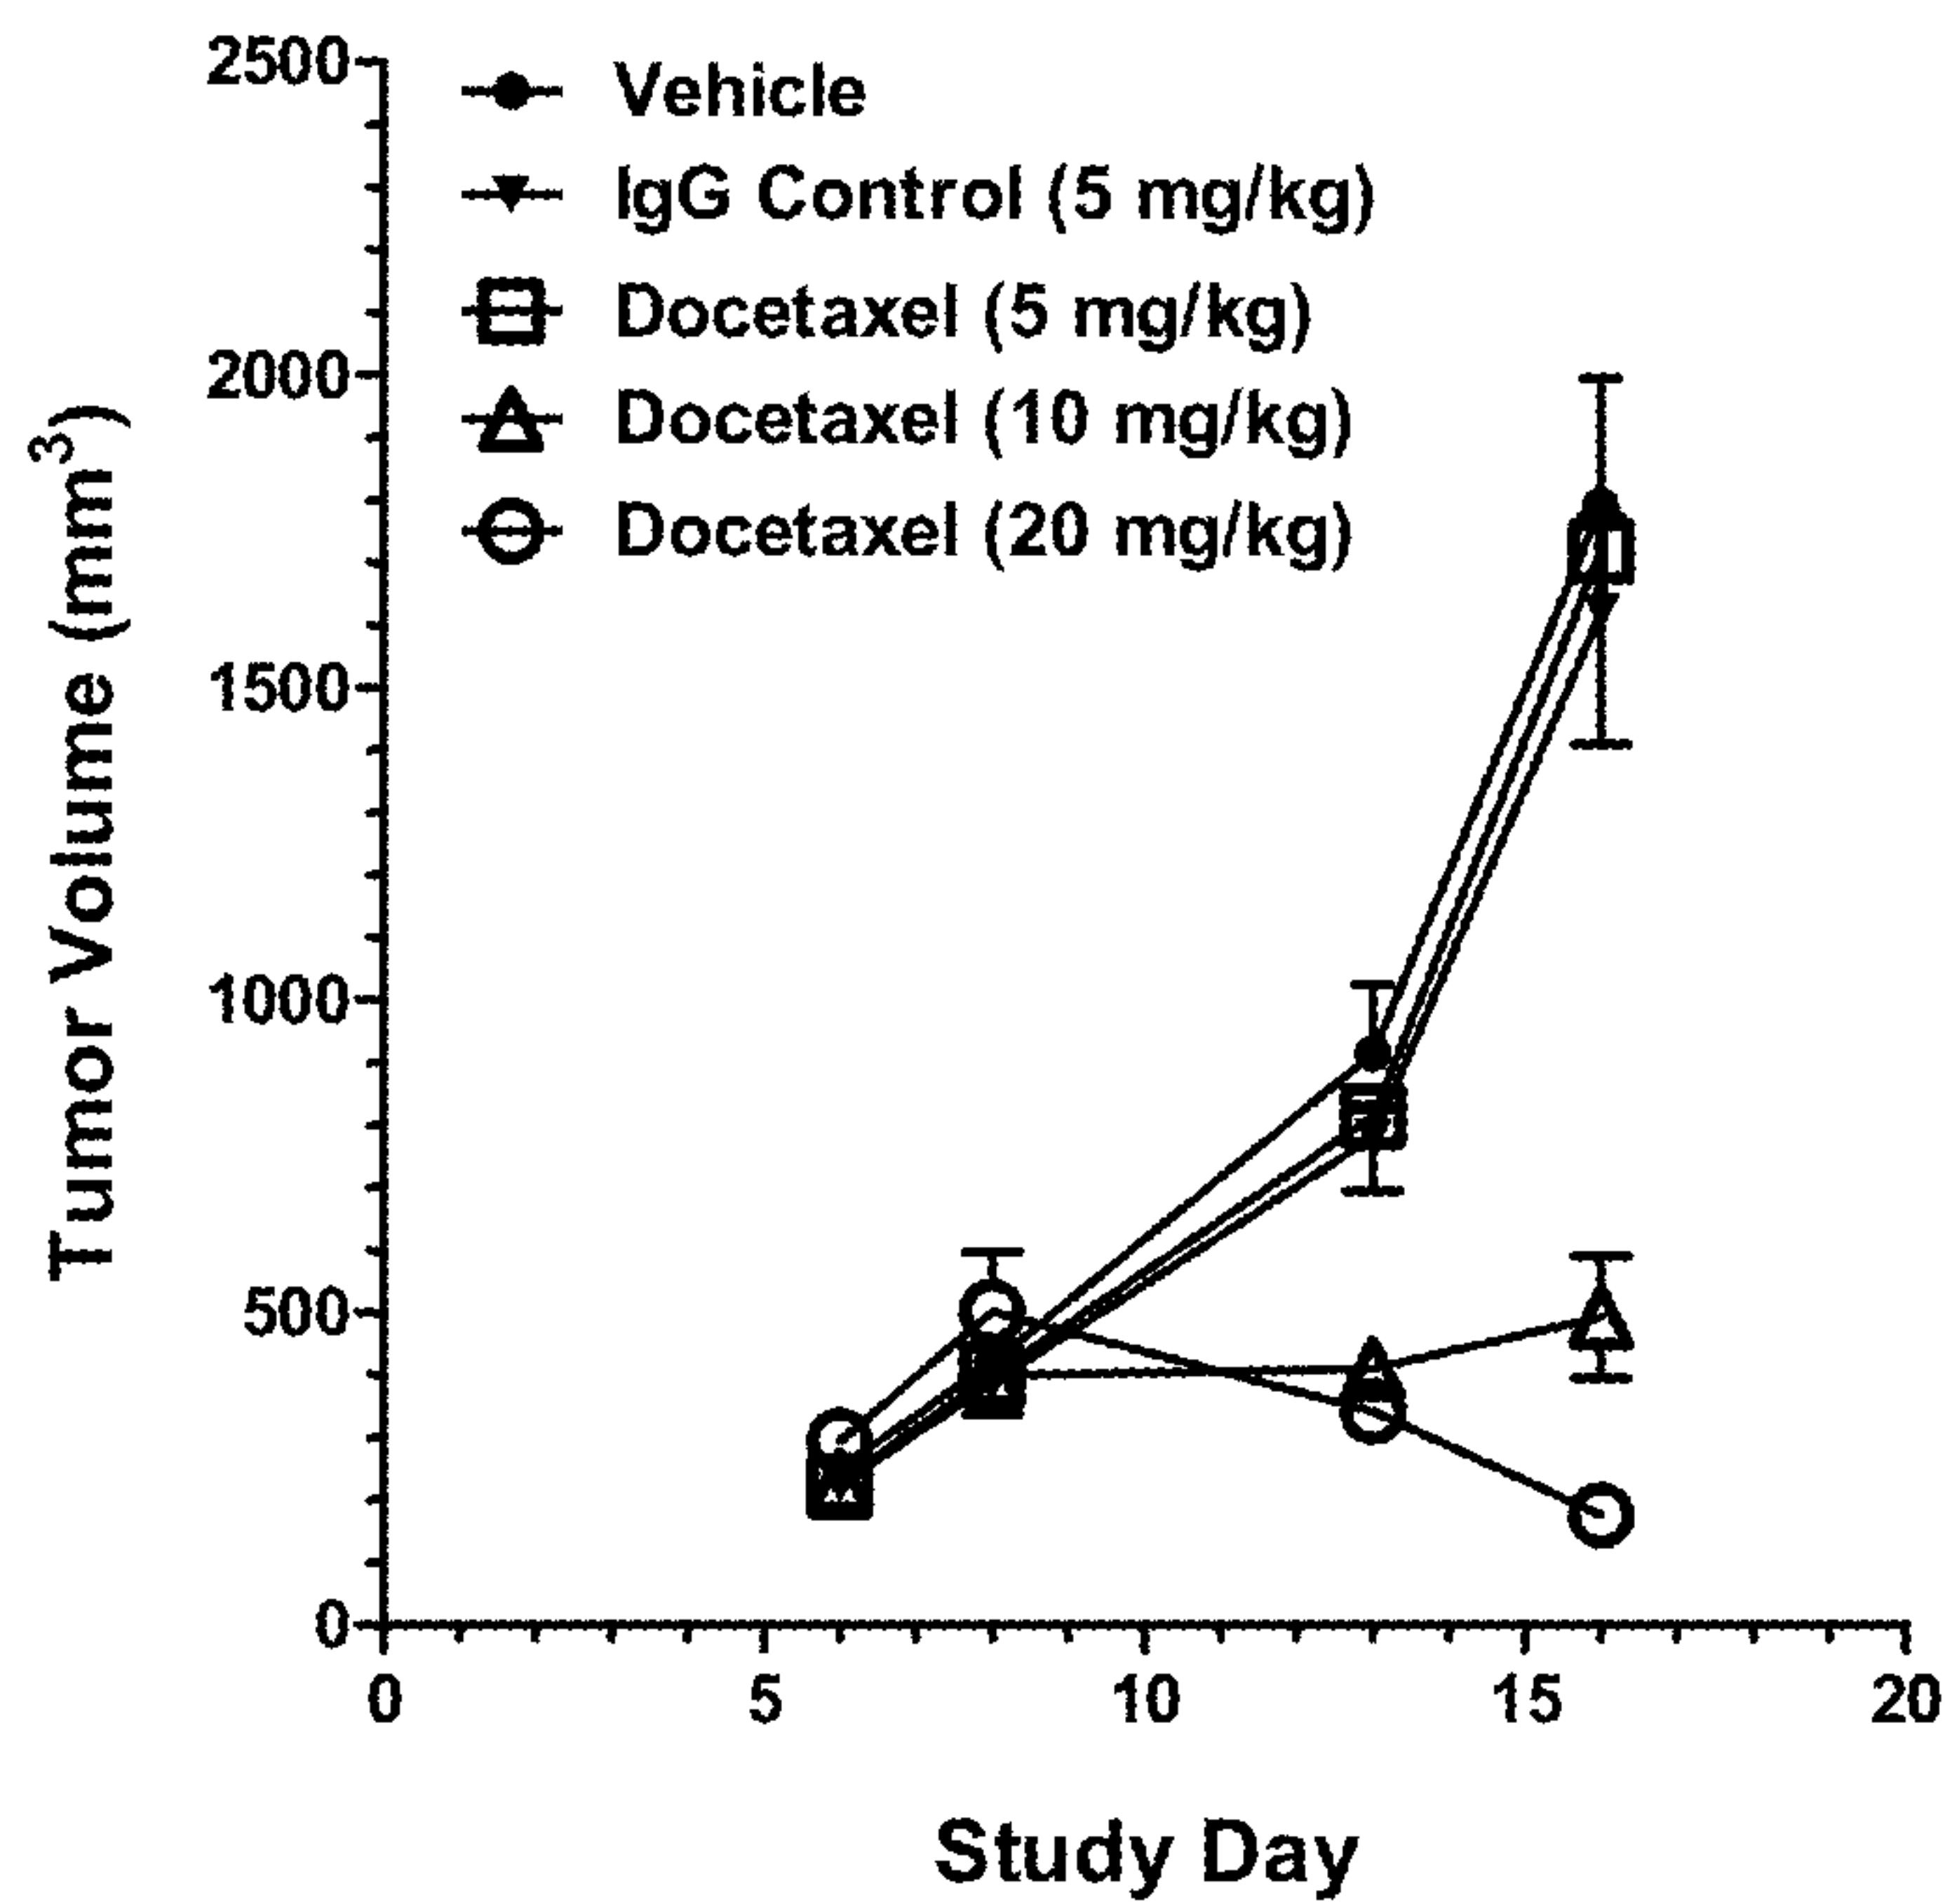 2500
2000
1500
1000
500
0
Tumor Volume (mm³)
Vehicle
IgG Control (5 mg/kg)
Docetaxel (5 mg/kg)
Docetaxel (10 mg/kg)
Docetaxel (20 mg/kg)
0 5 10 15 20
Study Day